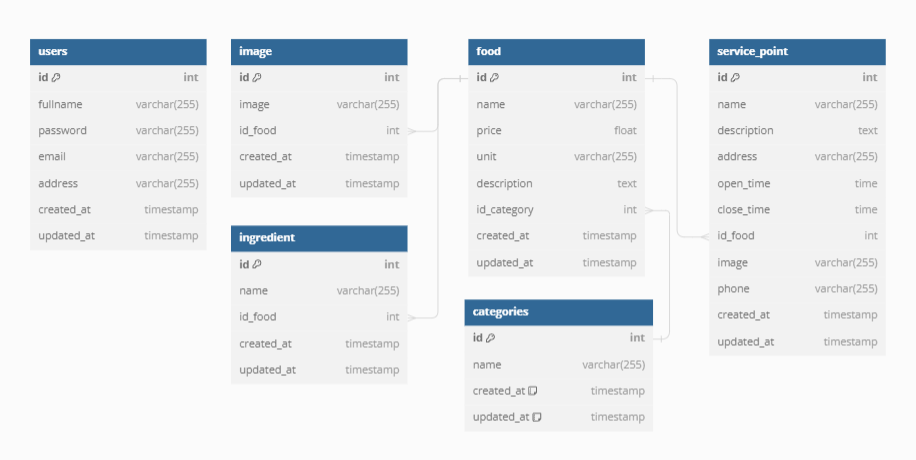 users
id int
fullname varchar(255)
password varchar(255)
email varchar(255)
address varchar(255)
created_at timestamp
updated_at timestamp
image
id int
image varchar(255)
id_food int
created_at timestamp
updated_at timestamp
ingredient
id int
name varchar(255)
id_food int
created_at timestamp
updated_at timestamp
food
id int
name varchar(255)
price float
unit varchar(255)
description text
id_category int
created_at timestamp
updated_at timestamp
categories
id int
name varchar(255)
created_at timestamp
updated_at timestamp
service_point
id int
name varchar(255)
description text
address varchar(255)
open_time time
close_time time
id_food int
image varchar(255)
phone varchar(255)
created_at timestamp
updated_at timestamp